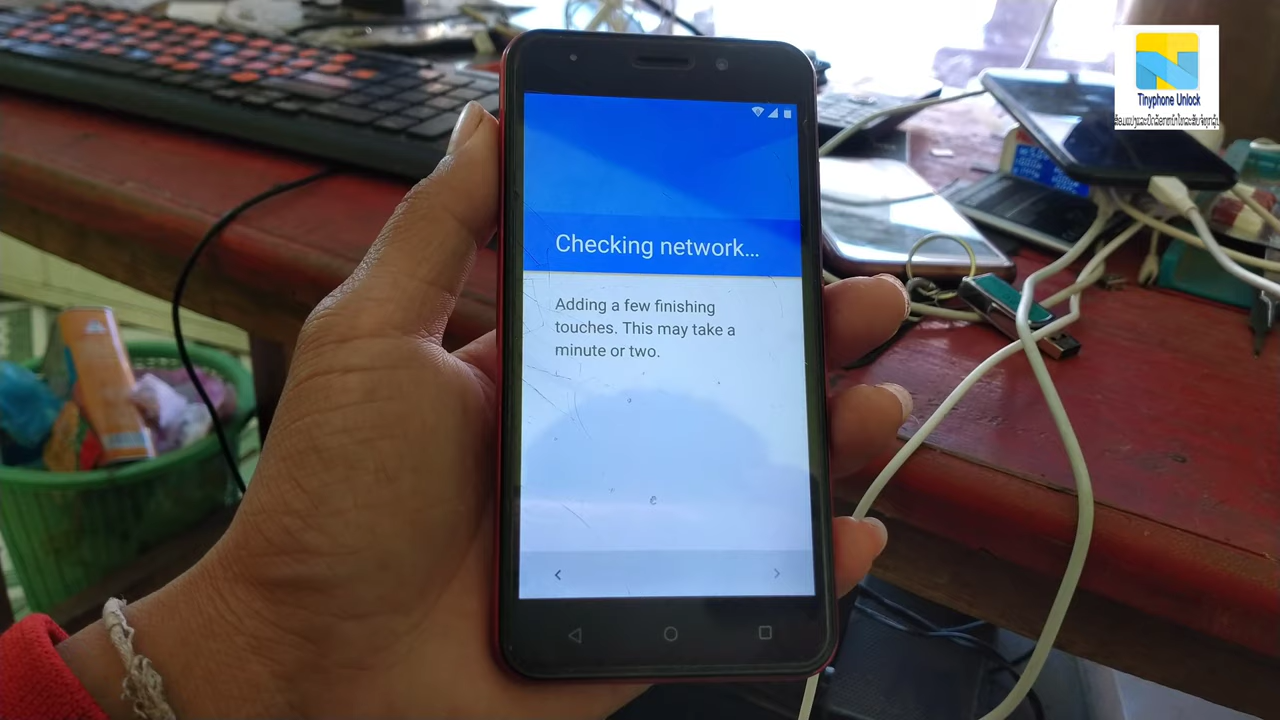 Checking network...
Adding a few finishing
touches. This may take a
minute or two.
Tinyphone Unlock